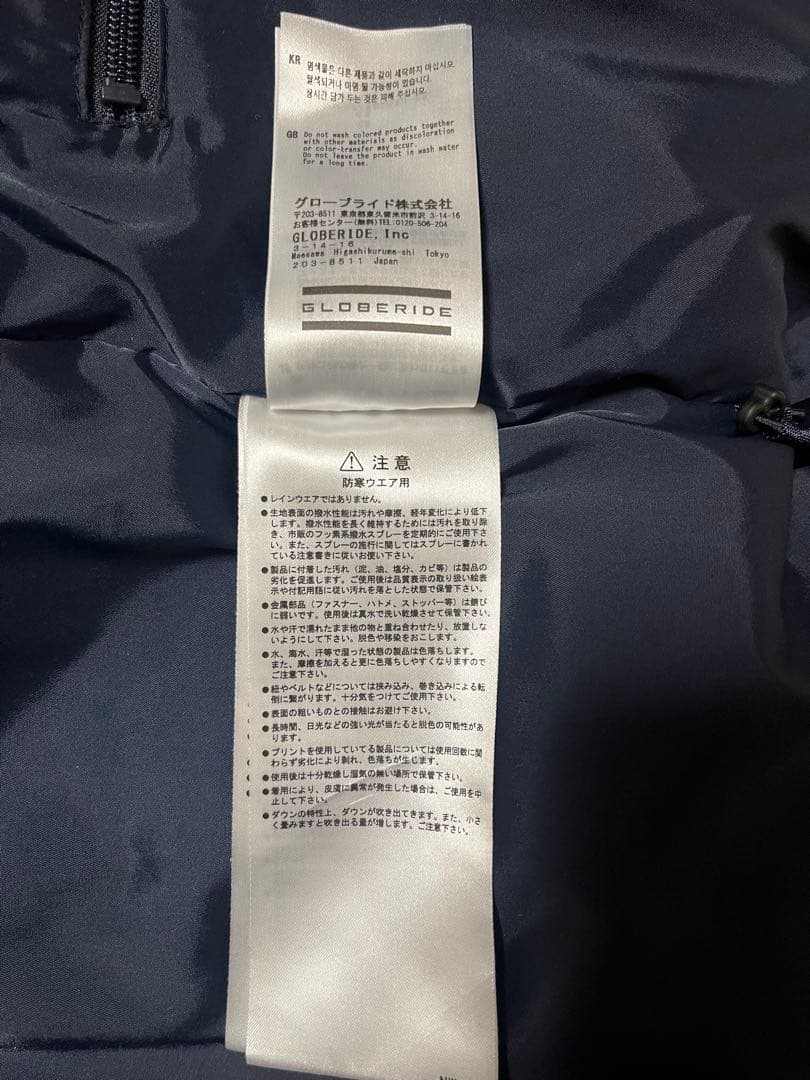 KR 염색물은 다른 제품과 같이 세탁하지 마십시오.
탈색되거나 이염 될 가능성이 있습니다.
장시간 담가 두는 것은 피해 주십시오.
GB Do not wash colored products together
with other materials as discoloration
or color-transfer may occur.
Do not leave the product in wash water
for a long time.
グローブライド株式会社
〒203-8511 東京都東久留米市前沢 3-14-16
お客様センター(無料)TEL:0120-506-204
GLOBERIDE, Inc
3-14-16
Maesawa Higashikurume-shi Tokyo
203-8511 Japan
GLOBERIDE
⚠ 注意
防寒ウエア用
●レインウエアではありません。
●生地表面の撥水性能は汚れや摩擦、経年変化により低下
します。撥水性能を長く維持するためには汚れを取り除
き、市販のフッ素系撥水スプレーを定期的にご使用下さ
い。また、スプレーの施行に関してはスプレーに書かれ
ている注意書きに従いお使い下さい。
●製品に付着した汚れ（泥、油、塩分、カビ等）は製品の
劣化を促進します。ご使用後は品質表示の取り扱い絵表
示や付記用語に従い汚れを落とした状態で保管下さい。
●金属部品（ファスナー、ハトメ、ストッパー等）は錆び
に弱いです。使用後は真水で洗い乾燥させて保管下さい。
●水や汗で濡れたまま他の物と重ね合わせたり、放置しな
いようにして下さい。脱色や移染をおこします。
●水、海水、汗等で湿った状態の製品は色落ちします。
また、摩擦を加えると更に色落ちしやすくなりますので
ご注意下さい。
●紐やベルトなどについては挟み込み、巻き込みによる転
倒に繋がります。十分気をつけてご使用下さい。
●表面の粗いものとの接触はお避け下さい。
●長時間、日光などの強い光が当たると脱色の可能性があ
ります。
●プリントを使用している製品については使用回数に関
わらず劣化により剥れ、色落ちが生じます。
●使用後は十分乾燥し湿気の無い場所で保管下さい。
●着用により、皮膚に異常が発生した場合は、ご使用を中
止して下さい。
●ダウンの特性上、ダウンが吹き出てきます。また、小さ
く畳みますと吹き出る量が増します。ご注意下さい。